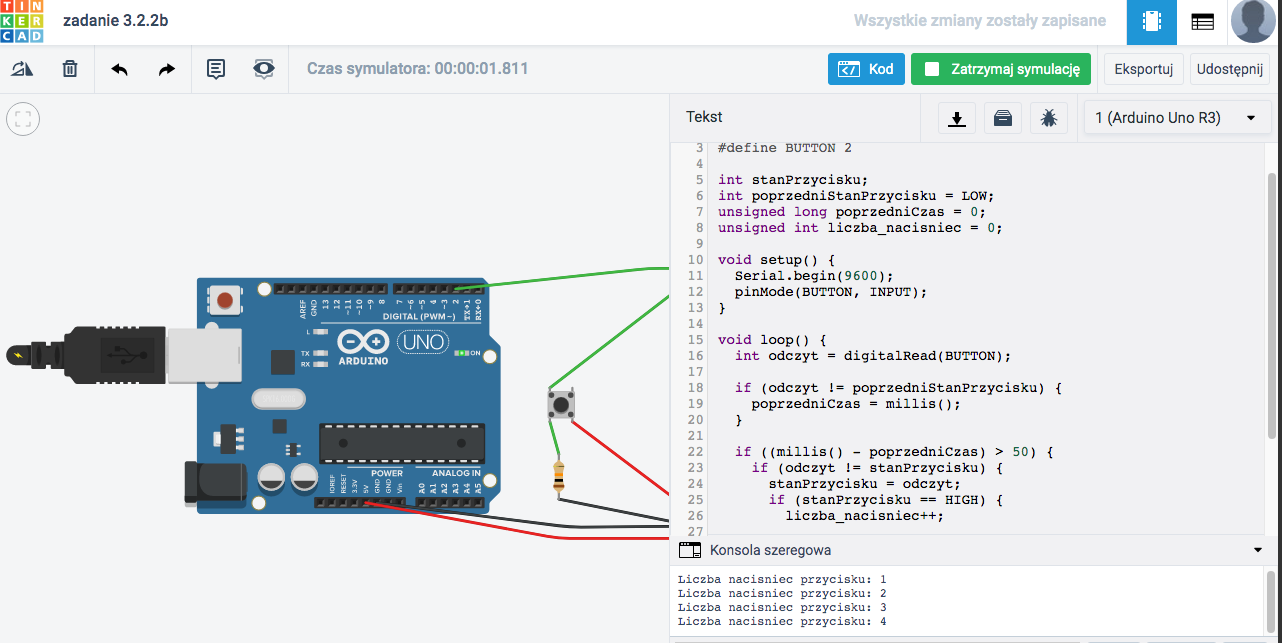 TIN
KER
CAD
zadanie 3.2.2b
Wszystkie zmiany zostały zapisane
Czas symulatora: 00:00:01.811
Kod
Zatrzymaj symulację
Eksportuj
Udostępnij
Tekst
1 (Arduino Uno R3)
3 #define BUTTON 2
4
5 int stanPrzycisku;
6 int poprzedniStanPrzycisku = LOW;
7 unsigned long poprzedniCzas = 0;
8 unsigned int liczba_nacisniec = 0;
9
10 void setup() {
11 Serial.begin(9600);
12 pinMode(BUTTON, INPUT);
13 }
14
15 void loop() {
16 int odczyt = digitalRead(BUTTON);
17
18 if (odczyt != poprzedniStanPrzycisku) {
19 poprzedniCzas = millis();
20 }
21
22 if ((millis() - poprzedniCzas) > 50) {
23 if (odczyt != stanPrzycisku) {
24 stanPrzycisku = odczyt;
25 if (stanPrzycisku == HIGH) {
26 liczba_nacisniec++;
27
Konsola szeregowa
Liczba nacisniec przycisku: 1
Liczba nacisniec przycisku: 2
Liczba nacisniec przycisku: 3
Liczba nacisniec przycisku: 4
AREF
GND
13
12
~11
~10
~9
8
7
~6
~5
4
~3
2
TX→1
RX←0
DIGITAL (PWM~)
L
TX
RX
ARDUINO
UNO
ON
POWER
ANALOG IN
IOREF
RESET
3.3V
5V
GND
GND
Vin
A0
A1
A2
A3
A4
A5